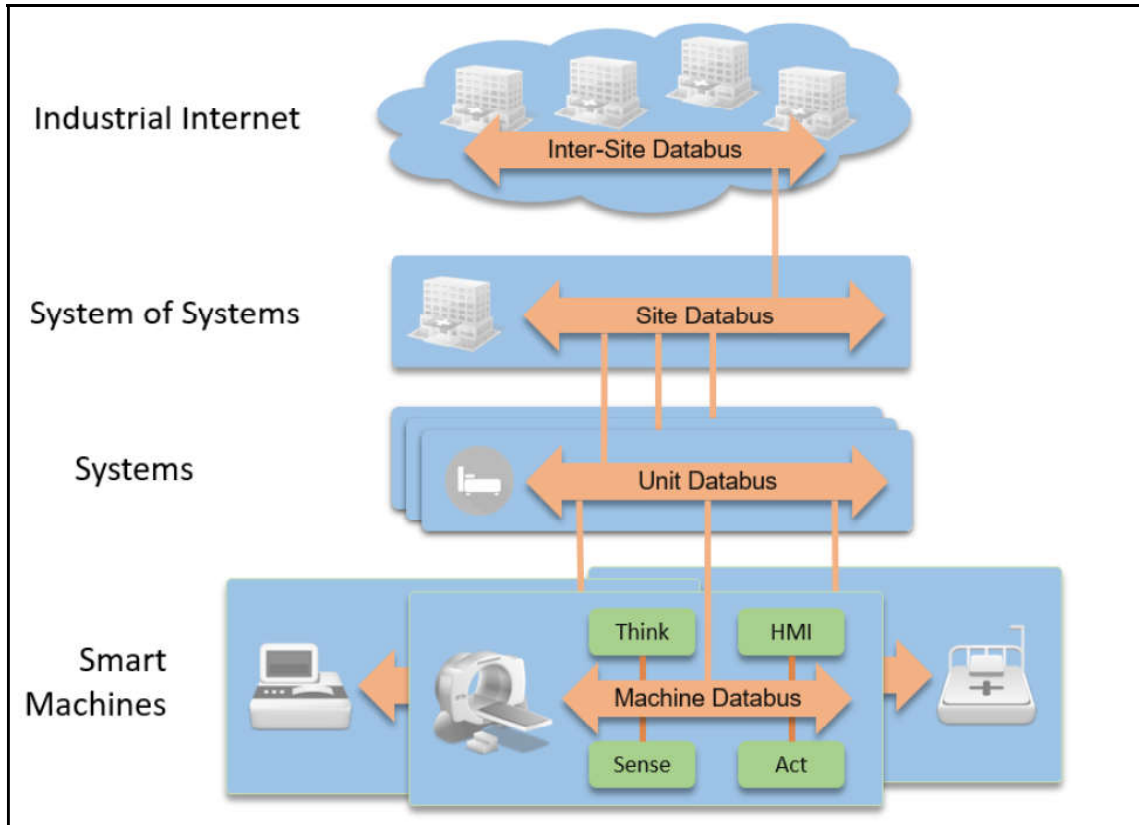 Industrial Internet
Inter-Site Databus
System of Systems
Site Databus
Systems
Unit Databus
Smart
Machines
Think
HMI
Machine Databus
Sense
Act